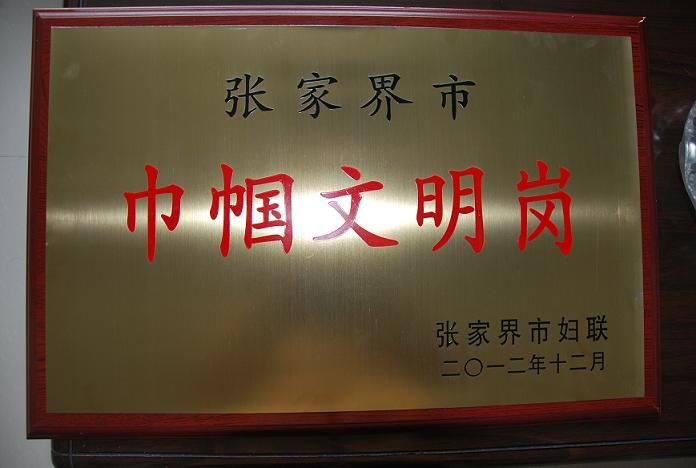 张家界市
巾帼文明岗
张家界市妇联
二〇一二年十二月